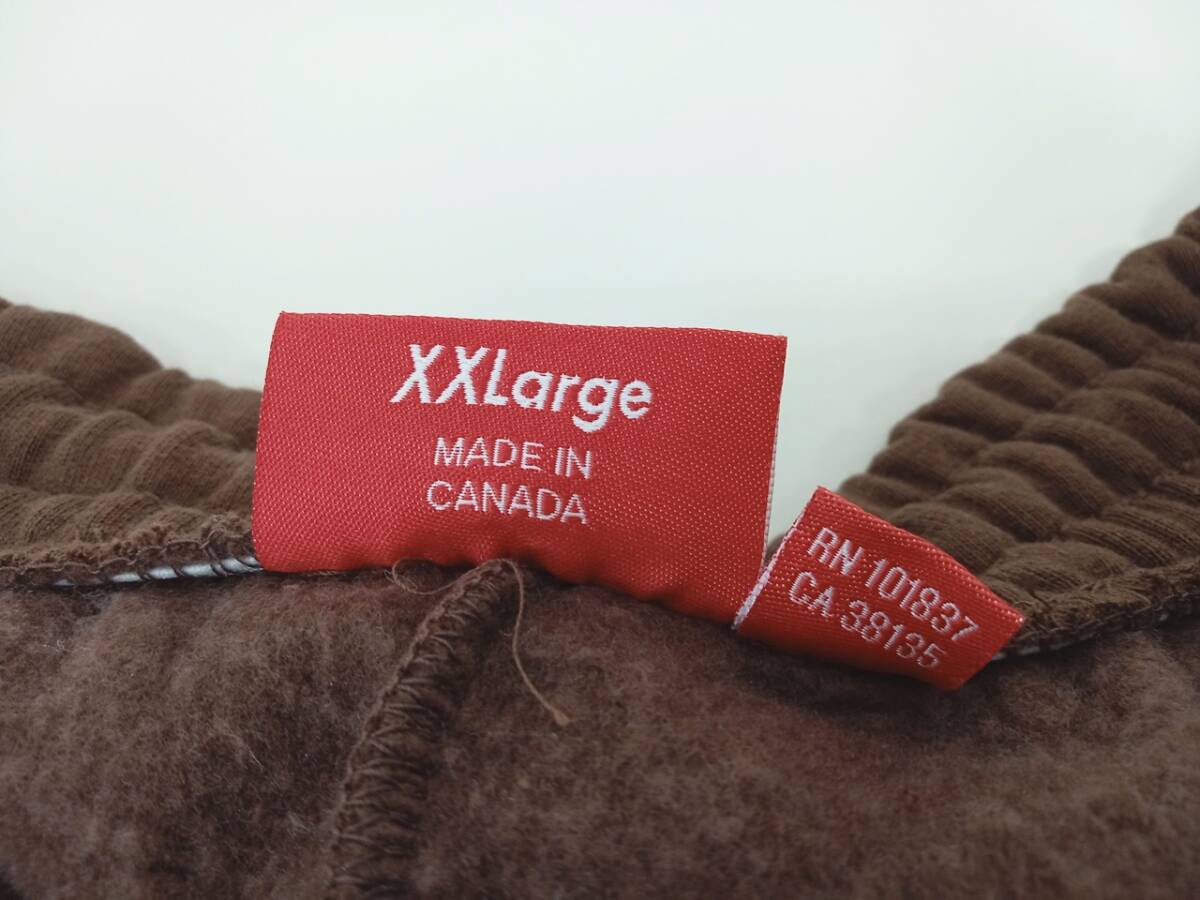 XXLarge
MADE IN
CANADA
RN 101837
CA 38135